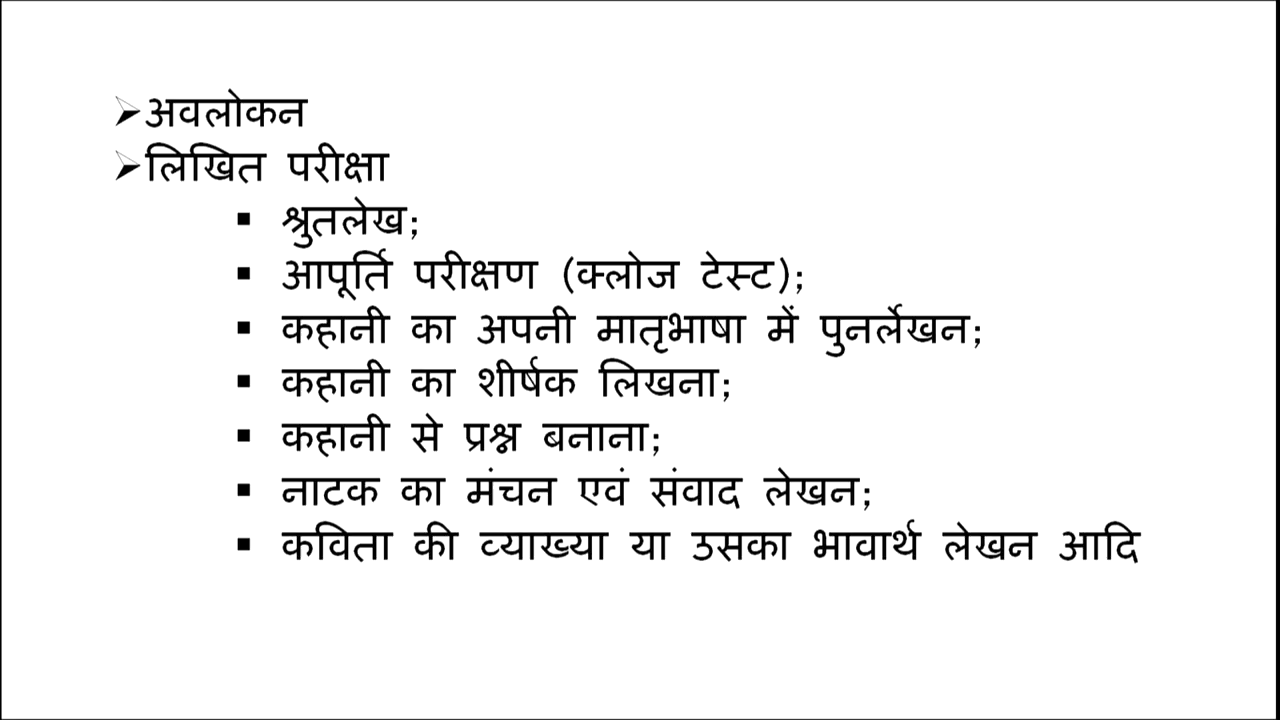 ➢अवलोकन
➢लिखित परीक्षा
▪ श्रुतलेख;
▪ आपूर्ति परीक्षण (क्लोज टेस्ट);
▪ कहानी का अपनी मातृभाषा में पुनर्लेखन;
▪ कहानी का शीर्षक लिखना;
▪ कहानी से प्रश्न बनाना;
▪ नाटक का मंचन एवं संवाद लेखन;
▪ कविता की व्याख्या या उसका भावार्थ लेखन आदि